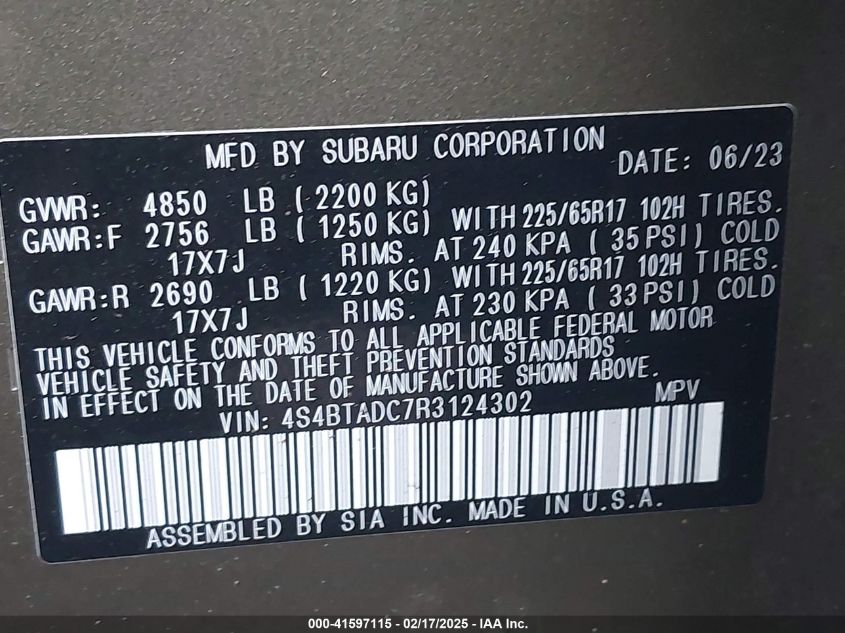 MFD BY SUBARU CORPORATION DATE: 06/23
GVWR: 4850 LB ( 2200 KG)
GAWR:F 2756 LB ( 1250 KG) WITH 225/65R17 102H TIRES.
17X7J RIMS. AT 240 KPA ( 35 PSI) COLD
GAWR:R 2690 LB ( 1220 KG) WITH 225/65R17 102H TIRES.
17X7J RIMS. AT 230 KPA ( 33 PSI) COLD
THIS VEHICLE CONFORMS TO ALL APPLICABLE FEDERAL MOTOR
VEHICLE SAFETY AND THEFT PREVENTION STANDARDS
IN EFFECT ON THE DATE OF MANUFACTURE SHOWN ABOVE.
VIN: 4S4BTADC7R3124302 MPV
ASSEMBLED BY SIA INC. MADE IN U.S.A.
000-41597115 - 02/17/2025 - IAA Inc.